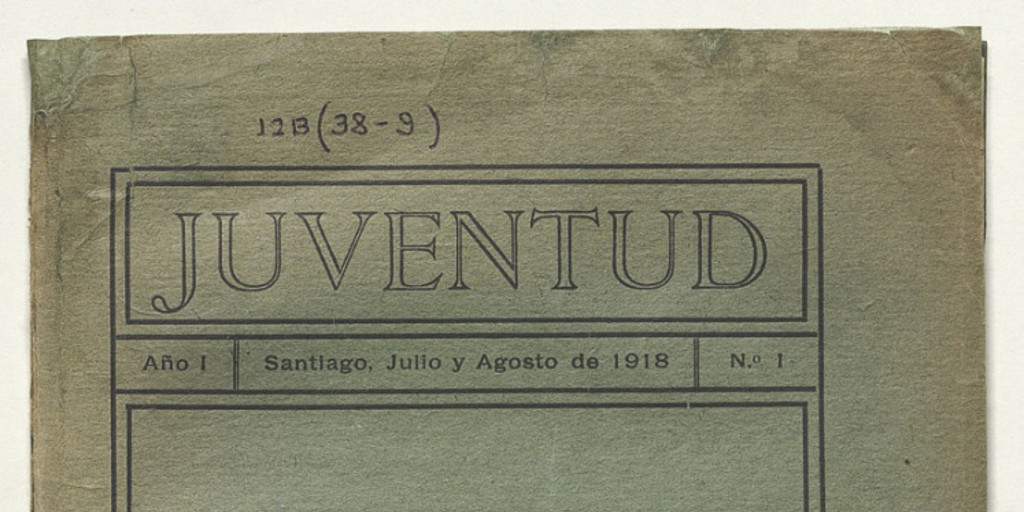 12B(38-9)
JUVENTUD
Año I
Santiago, Julio y Agosto de 1918
N.º 1